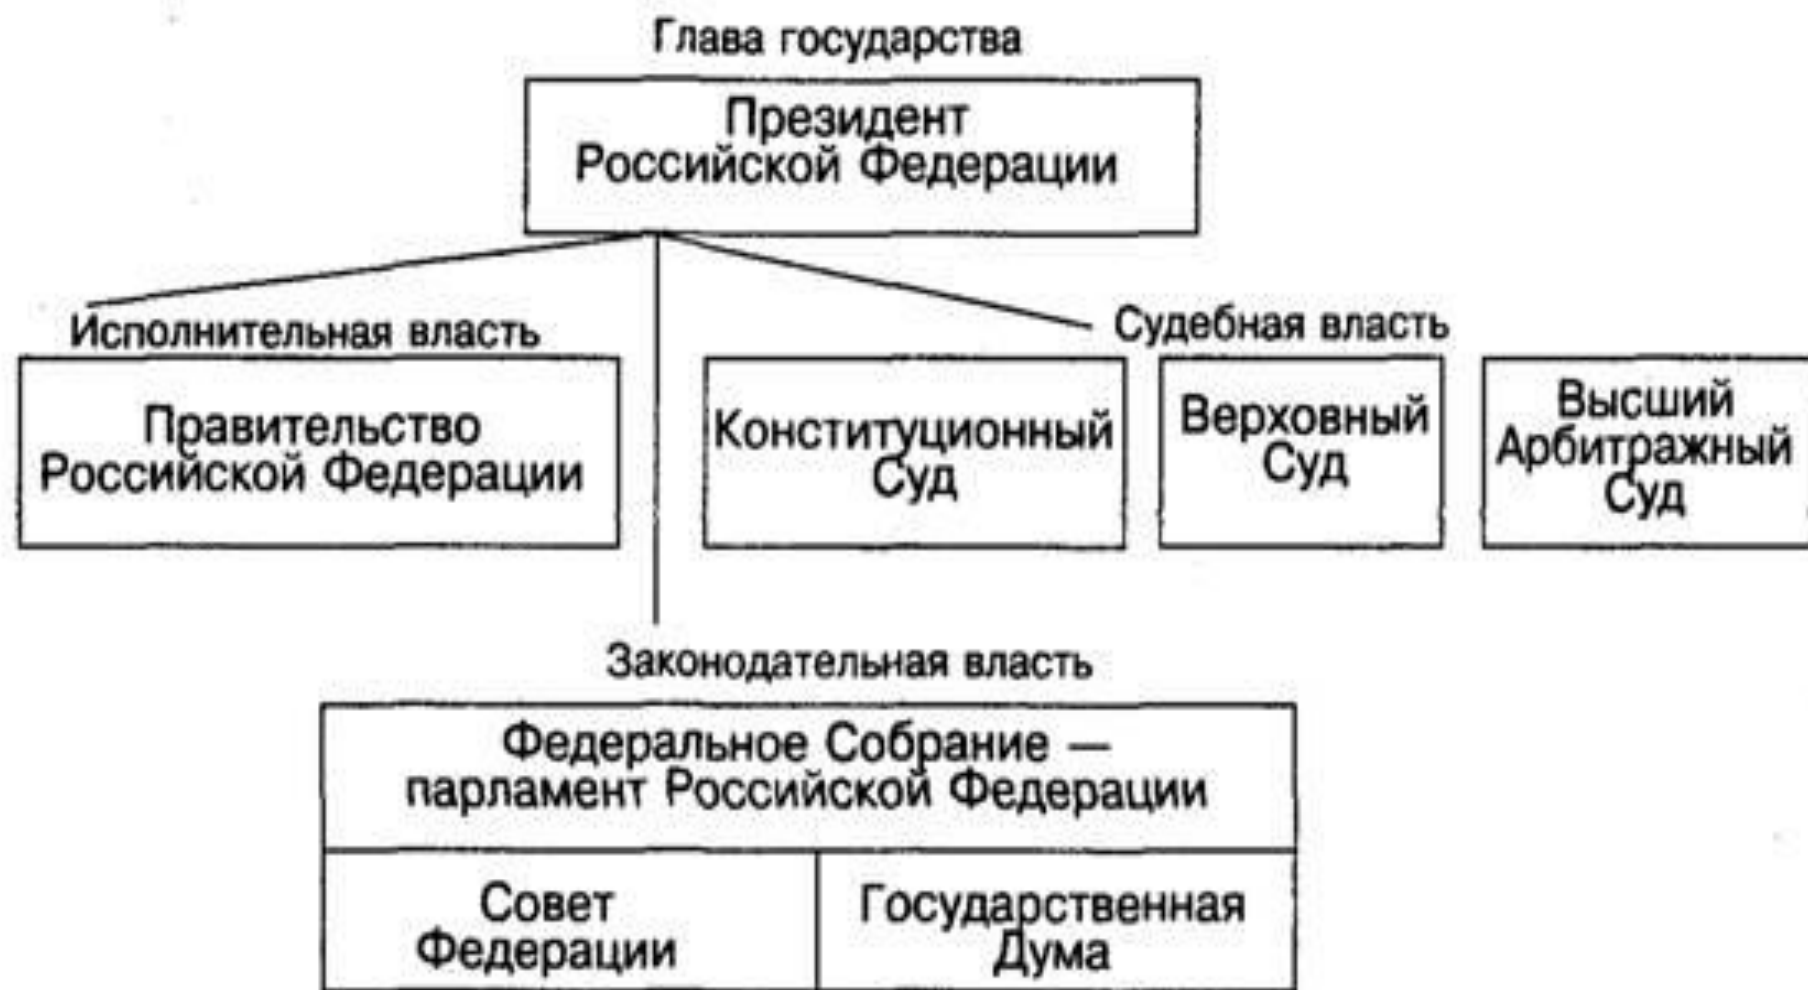 Глава государства
Президент
Российской Федерации
Исполнительная власть
Правительство
Российской Федерации
Судебная власть
Конституционный
Суд
Верховный
Суд
Высший
Арбитражный
Суд
Законодательная власть
Федеральное Собрание —
парламент Российской Федерации
Совет
Федерации
Государственная
Дума